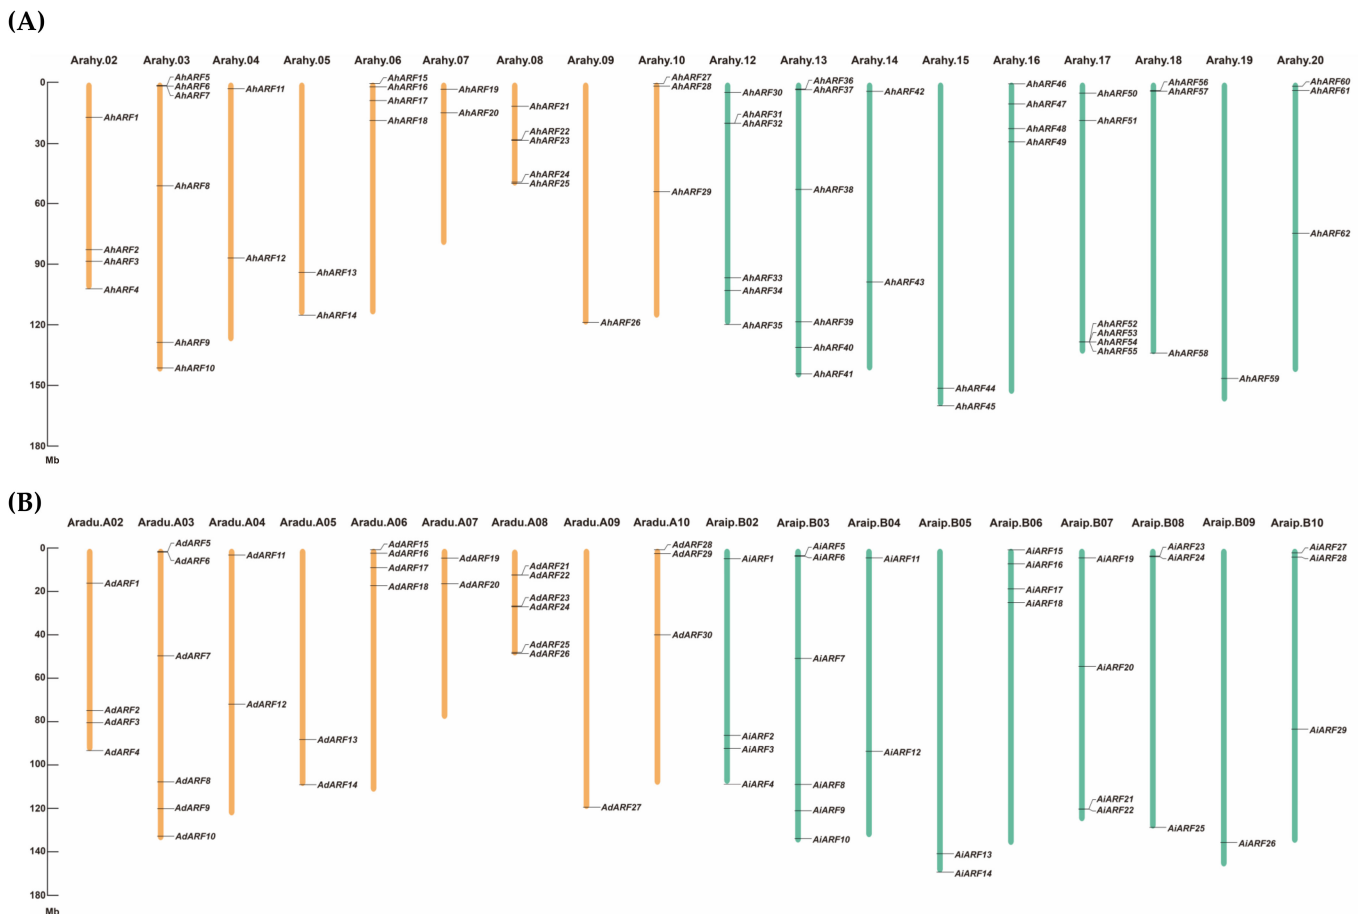 (A)
Arahy.02 Arahy.03 Arahy.04 Arahy.05 Arahy.06 Arahy.07 Arahy.08 Arahy.09 Arahy.10 Arahy.12 Arahy.13 Arahy.14 Arahy.15 Arahy.16 Arahy.17 Arahy.18 Arahy.19 Arahy.20
0
30
60
90
120
150
180
Mb
AhARF1
AhARF2
AhARF3
AhARF4
AhARF5
AhARF6
AhARF7
AhARF8
AhARF9
AhARF10
AhARF11
AhARF12
AhARF13
AhARF14
AhARF15
AhARF16
AhARF17
AhARF18
AhARF19
AhARF20
AhARF21
AhARF22
AhARF23
AhARF24
AhARF25
AhARF26
AhARF27
AhARF28
AhARF29
AhARF30
AhARF31
AhARF32
AhARF33
AhARF34
AhARF35
AhARF36
AhARF37
AhARF38
AhARF39
AhARF40
AhARF41
AhARF42
AhARF43
AhARF44
AhARF45
AhARF46
AhARF47
AhARF48
AhARF49
AhARF50
AhARF51
AhARF52
AhARF53
AhARF54
AhARF55
AhARF56
AhARF57
AhARF58
AhARF59
AhARF60
AhARF61
AhARF62
(B)
Aradu.A02 Aradu.A03 Aradu.A04 Aradu.A05 Aradu.A06 Aradu.A07 Aradu.A08 Aradu.A09 Aradu.A10 Araip.B02 Araip.B03 Araip.B04 Araip.B05 Araip.B06 Araip.B07 Araip.B08 Araip.B09 Araip.B10
0
20
40
60
80
100
120
140
160
180
Mb
AdARF1
AdARF2
AdARF3
AdARF4
AdARF5
AdARF6
AdARF7
AdARF8
AdARF9
AdARF10
AdARF11
AdARF12
AdARF13
AdARF14
AdARF15
AdARF16
AdARF17
AdARF18
AdARF19
AdARF20
AdARF21
AdARF22
AdARF23
AdARF24
AdARF25
AdARF26
AdARF27
AdARF28
AdARF29
AdARF30
AiARF1
AiARF2
AiARF3
AiARF4
AiARF5
AiARF6
AiARF7
AiARF8
AiARF9
AiARF10
AiARF11
AiARF12
AiARF13
AiARF14
AiARF15
AiARF16
AiARF17
AiARF18
AiARF19
AiARF20
AiARF21
AiARF22
AiARF23
AiARF24
AiARF25
AiARF26
AiARF27
AiARF28
AiARF29